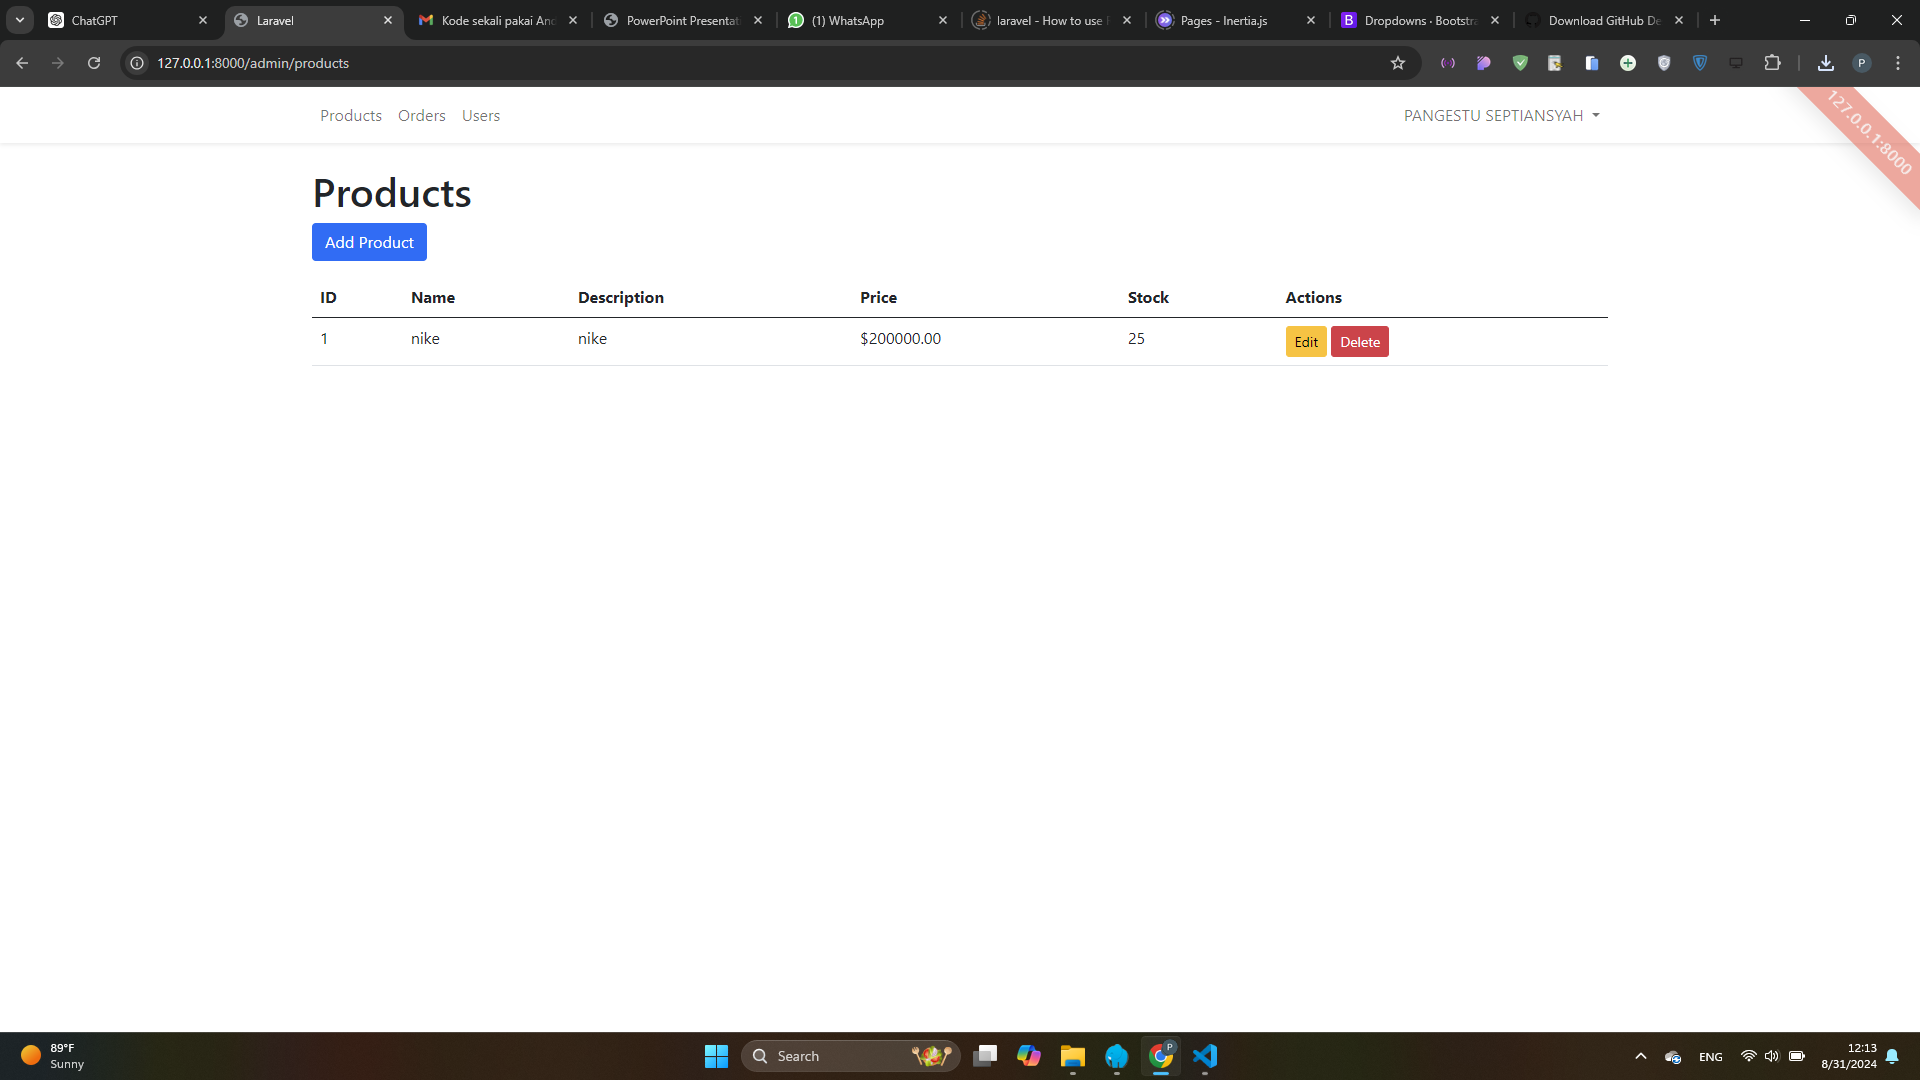 ChatGPT
Laravel
Kode sekali pakai And
PowerPoint Presentat
(1) WhatsApp
laravel - How to use
Pages - Inertia.js
Dropdowns · Bootstra
Download GitHub De
127.0.0.1:8000/admin/products
Products Orders Users
PANGESTU SEPTIANSYAH
127.0.0.1:8000
Products
Add Product
ID Name Description Price Stock Actions
1 nike nike $200000.00 25 Edit Delete
89°F
Sunny
Search
ENG
12:13
8/31/2024